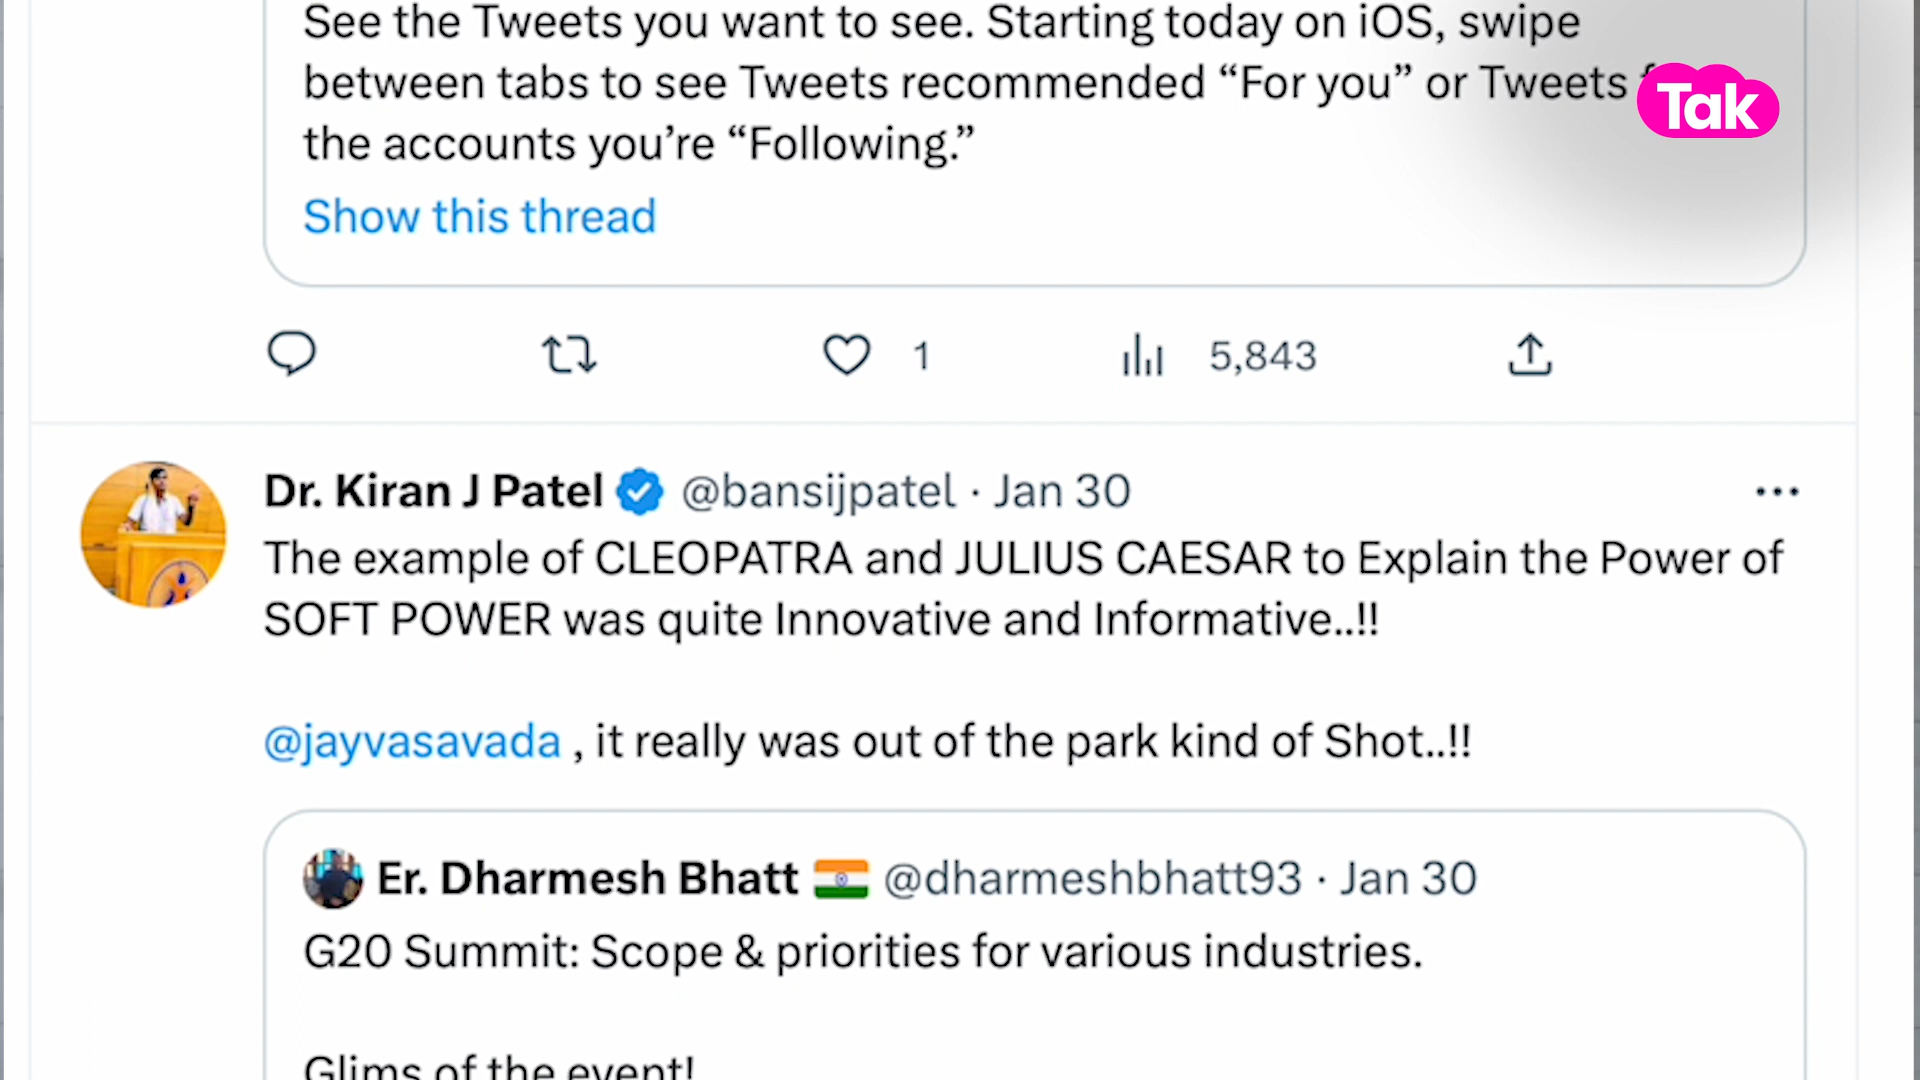 See the Tweets you want to see. Starting today on iOS, swipe
between tabs to see Tweets recommended “For you” or Tweets
the accounts you’re “Following.”
Show this thread
1 5,843
Tak
Dr. Kiran J Patel @bansijpatel · Jan 30
The example of CLEOPATRA and JULIUS CAESAR to Explain the Power of
SOFT POWER was quite Innovative and Informative..!!
@jayvasavada , it really was out of the park kind of Shot..!!
Er. Dharmesh Bhatt @dharmeshbhatt93 · Jan 30
G20 Summit: Scope & priorities for various industries.
Glims of the event!